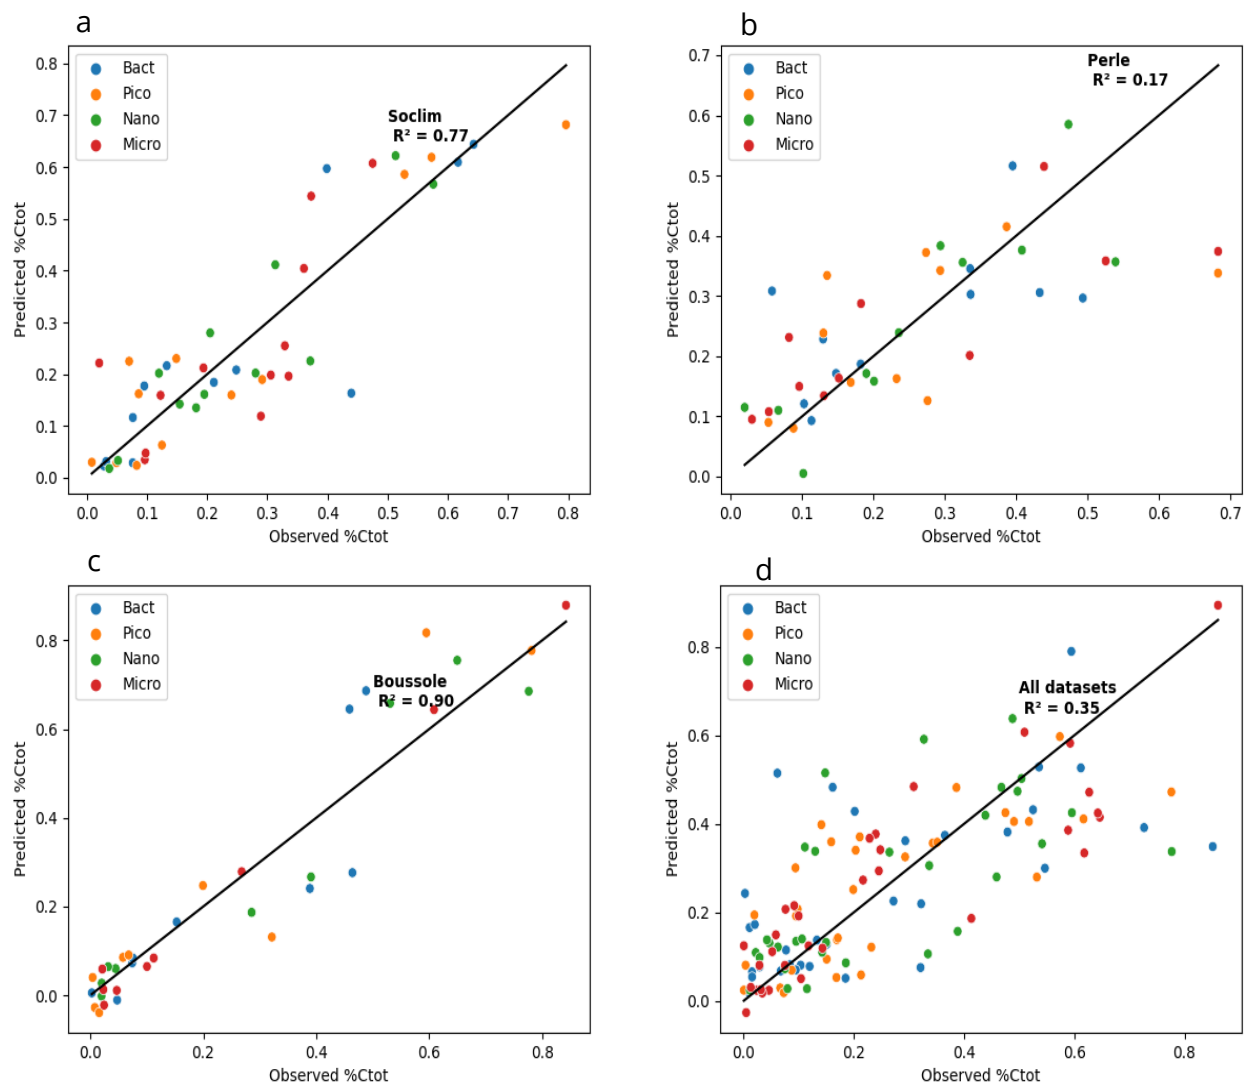 a
Bact
Pico
Nano
Micro
Soclim
R² = 0.77
0.8
0.7
0.6
0.5
0.4
0.3
0.2
0.1
0.0
Predicted %Ctot
0.0 0.1 0.2 0.3 0.4 0.5 0.6 0.7 0.8
Observed %Ctot
b
Bact
Pico
Nano
Micro
Perle
R² = 0.17
0.7
0.6
0.5
0.4
0.3
0.2
0.1
0.0
Predicted %Ctot
0.0 0.1 0.2 0.3 0.4 0.5 0.6 0.7
Observed %Ctot
c
Bact
Pico
Nano
Micro
Boussole
R² = 0.90
0.8
0.6
0.4
0.2
0.0
Predicted %Ctot
0.0 0.2 0.4 0.6 0.8
Observed %Ctot
d
Bact
Pico
Nano
Micro
All datasets
R² = 0.35
0.8
0.6
0.4
0.2
0.0
Predicted %Ctot
0.0 0.2 0.4 0.6 0.8
Observed %Ctot